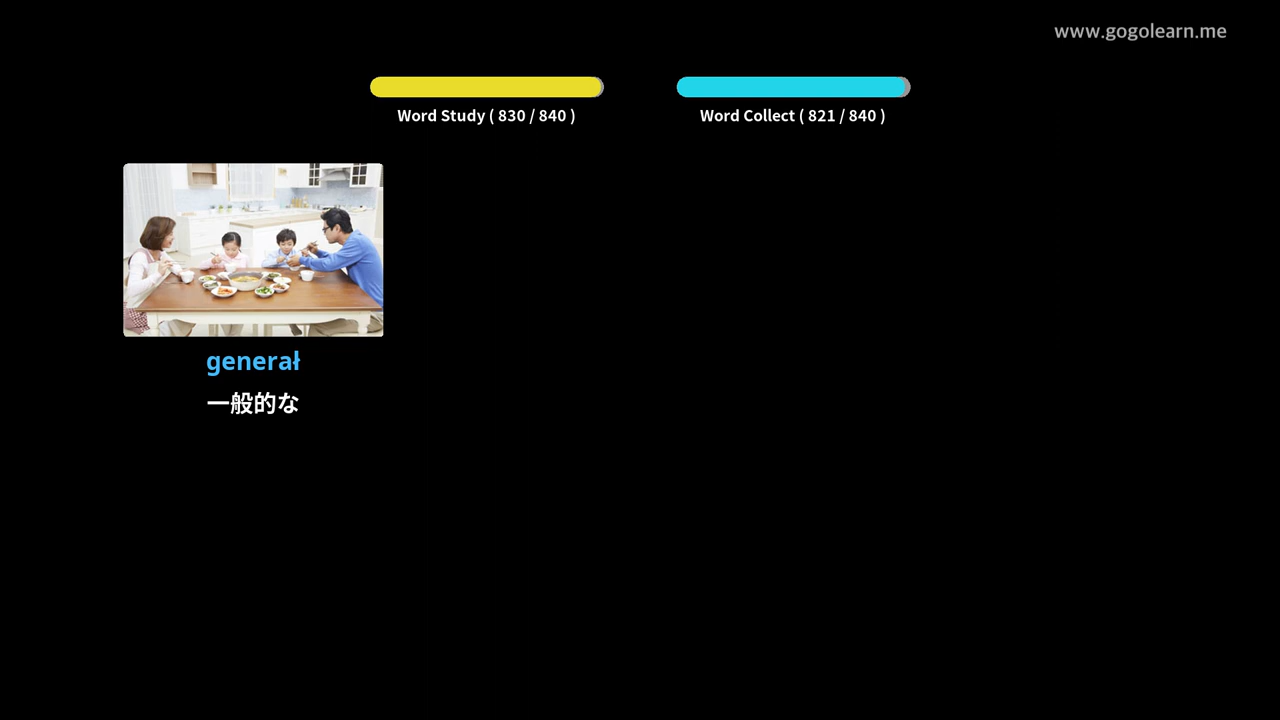 www.gogolearn.me
Word Study ( 830 / 840 )
Word Collect ( 821 / 840 )
generał
一般的な